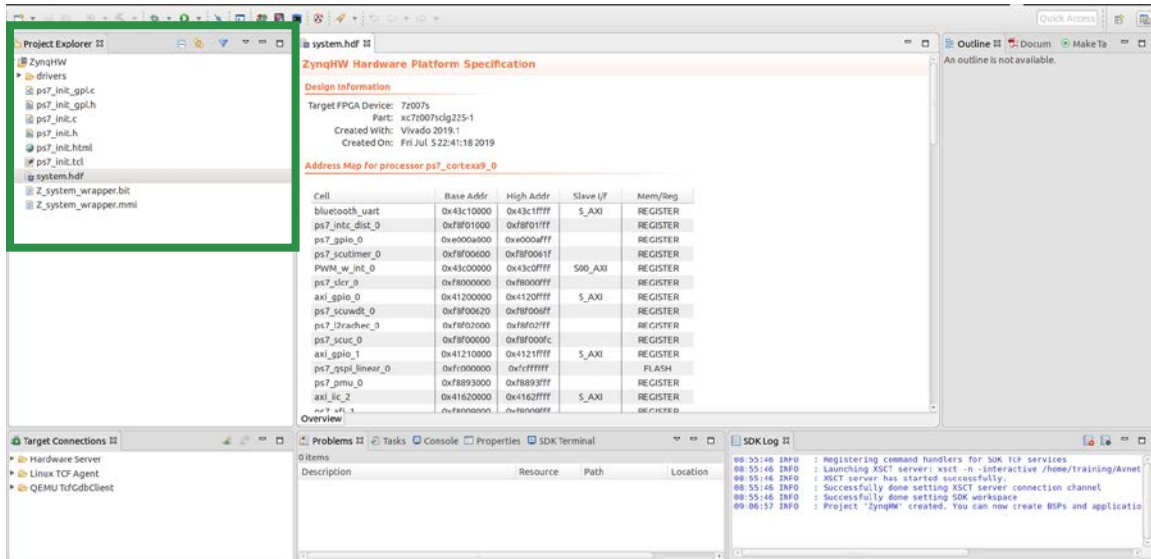 Quick Access
Project Explorer
ZynqHW
drivers
ps7_init_gpl.c
ps7_init_gpl.h
ps7_init.c
ps7_init.h
ps7_init.html
ps7_init.tcl
system.hdf
Z_system_wrapper.bit
Z_system_wrapper.mmi
system.hdf
ZynqHW Hardware Platform Specification
Design Information
Target FPGA Device: 7z007s
Part: xc7z007sclg225-1
Created With: Vivado 2019.1
Created On: Fri Jul 5 22:41:18 2019
Address Map for processor ps7_cortexa9_0
Cell Base Addr High Addr Slave I/f Mem/Reg
bluetooth_uart 0x43c10000 0x43c1ffff S_AXI REGISTER
ps7_intc_dist_0 0xf8f01000 0xf8f01fff REGISTER
ps7_gpio_0 0xe000a000 0xe000afff REGISTER
ps7_scutimer_0 0xf8f00600 0xf8f0061f REGISTER
PWM_w_int_0 0x43c00000 0x43c0ffff S00_AXI REGISTER
ps7_slcr_0 0xf8000000 0xf8000fff REGISTER
axi_gpio_0 0x41200000 0x4120ffff S_AXI REGISTER
ps7_scuwdt_0 0xf8f00620 0xf8f006ff REGISTER
ps7_l2cachec_0 0xf8f02000 0xf8f02fff REGISTER
ps7_scuc_0 0xf8f00000 0xf8f000fc REGISTER
axi_gpio_1 0x41210000 0x4121ffff S_AXI REGISTER
ps7_qspi_linear_0 0xfc000000 0xfcffffff FLASH
ps7_pmu_0 0xf8893000 0xf8893fff REGISTER
axi_iic_2 0x41620000 0x4162ffff S_AXI REGISTER
ps7_afi_1 0xf8009000 0xf8009fff REGISTER
Overview
Outline Docum Make Ta
An outline is not available.
Target Connections
Hardware Server
Linux TCF Agent
QEMU TcfGdbClient
Problems Tasks Console Properties SDK Terminal
0 items
Description Resource Path Location
SDK Log
08:55:46 INFO : Registering command handlers for SDK TCF services
08:55:46 INFO : Launching XSCT server: xsct -n -interactive /home/training/Avnet
08:55:46 INFO : XSCT server has started successfully.
08:55:46 INFO : Successfully done setting XSCT server connection channel
08:55:46 INFO : Successfully done setting SDK workspace
09:06:57 INFO : Project 'ZynqHW' created. You can now create BSPs and applicatio